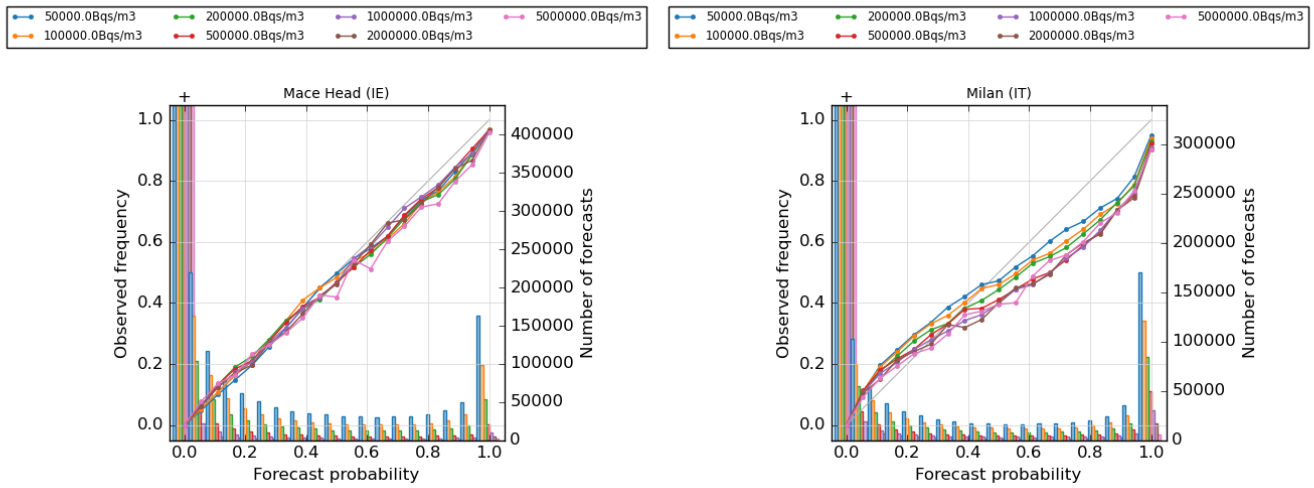 50000.0Bqs/m3 200000.0Bqs/m3 1000000.0Bqs/m3 5000000.0Bqs/m3
100000.0Bqs/m3 500000.0Bqs/m3 2000000.0Bqs/m3
+
Mace Head (IE)
1.0
0.8
0.6
0.4
0.2
0.0
Observed frequency
0.0 0.2 0.4 0.6 0.8 1.0
Forecast probability
400000
350000
300000
250000
200000
150000
100000
50000
0
Number of forecasts
50000.0Bqs/m3 200000.0Bqs/m3 1000000.0Bqs/m3 5000000.0Bqs/m3
100000.0Bqs/m3 500000.0Bqs/m3 2000000.0Bqs/m3
+
Milan (IT)
1.0
0.8
0.6
0.4
0.2
0.0
Observed frequency
0.0 0.2 0.4 0.6 0.8 1.0
Forecast probability
300000
250000
200000
150000
100000
50000
0
Number of forecasts